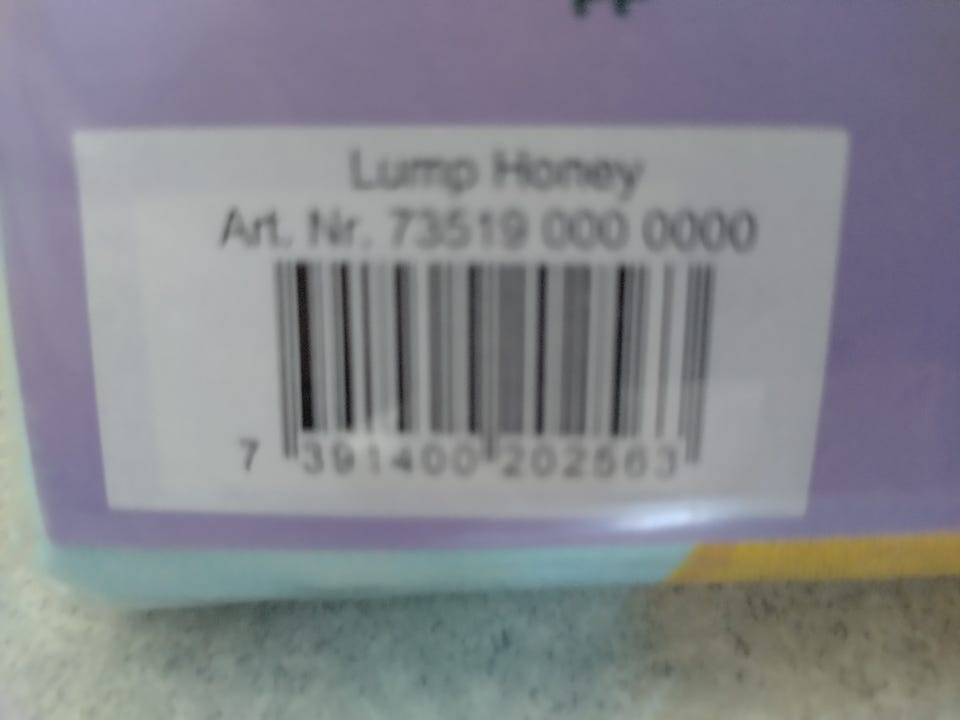 Lump Honey
Art. Nr. 73519 000 0000
7 391400 202563